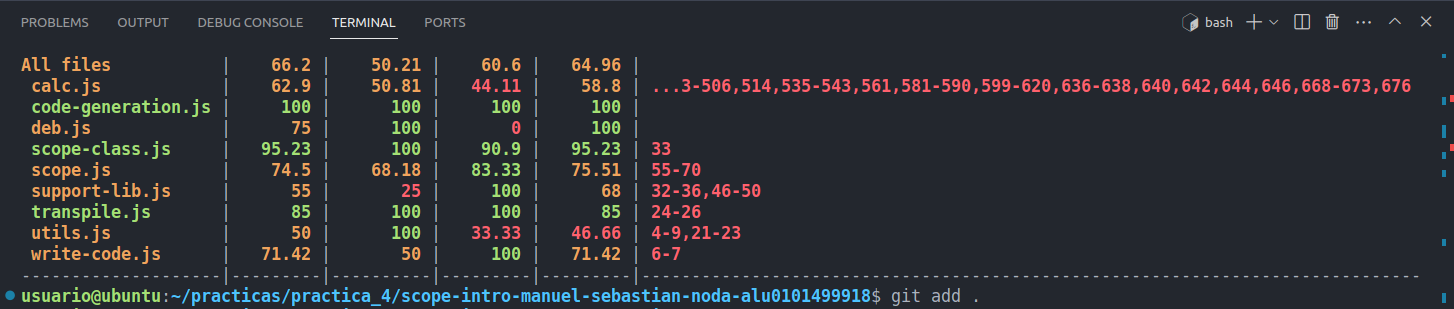 PROBLEMS OUTPUT DEBUG CONSOLE TERMINAL PORTS bash
All files | 66.2 | 50.21 | 60.6 | 64.96 |
calc.js | 62.9 | 50.81 | 44.11 | 58.8 | ...3-506,514,535-543,561,581-590,599-620,636-638,640,642,644,646,668-673,676
code-generation.js | 100 | 100 | 100 | 100 |
deb.js | 75 | 100 | 0 | 100 |
scope-class.js | 95.23 | 100 | 90.9 | 95.23 | 33
scope.js | 74.5 | 68.18 | 83.33 | 75.51 | 55-70
support-lib.js | 55 | 25 | 100 | 68 | 32-36,46-50
transpile.js | 85 | 100 | 100 | 85 | 24-26
utils.js | 50 | 100 | 33.33 | 46.66 | 4-9,21-23
write-code.js | 71.42 | 50 | 100 | 71.42 | 6-7
--------------------|---------|----------|---------|---------|------------------------------------------------------------------------------
usuario@ubuntu:~/practicas/practica_4/scope-intro-manuel-sebastian-noda-alu0101499918$ git add .